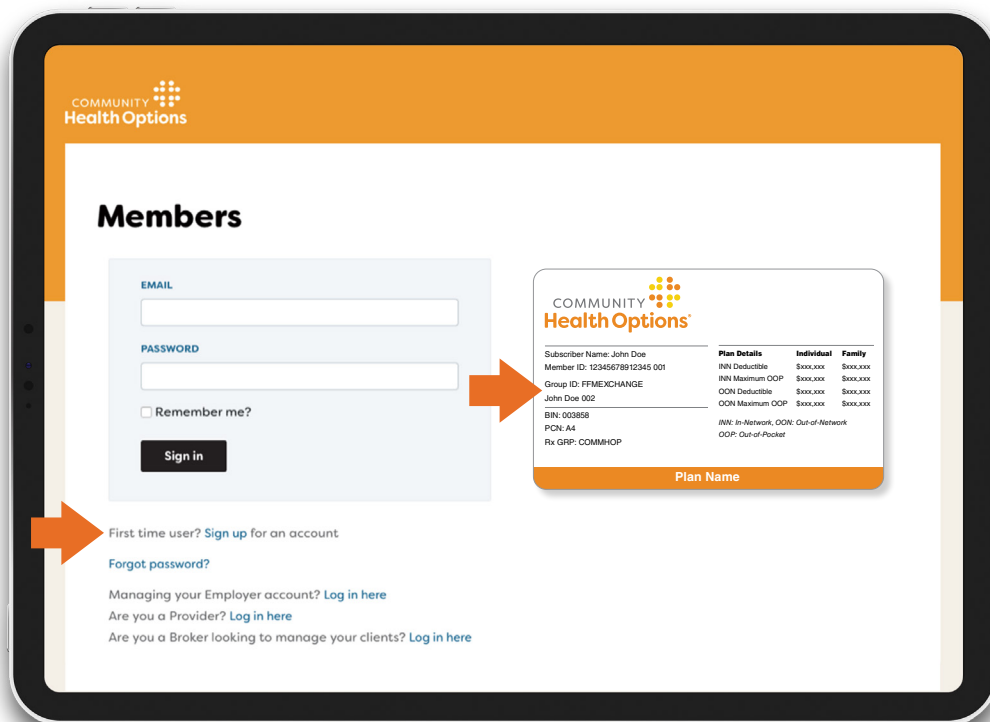 COMMUNITY
Health Options
Members
EMAIL
PASSWORD
Remember me?
Sign in
First time user? Sign up for an account
Forgot password?
Managing your Employer account? Log in here
Are you a Provider? Log in here
Are you a Broker looking to manage your clients? Log in here
COMMUNITY
Health Options®
Subscriber Name: John Doe
Member ID: 12345678912345 001
Group ID: FFMEXCHANGE
John Doe 002
BIN: 003858
PCN: A4
Rx GRP: COMMHOP
Plan Details Individual Family
INN Deductible $xxx,xxx $xxx,xxx
INN Maximum OOP $xxx,xxx $xxx,xxx
OON Deductible $xxx,xxx $xxx,xxx
OON Maximum OOP $xxx,xxx $xxx,xxx
INN: In-Network, OON: Out-of-Network
OOP: Out-of-Pocket
Plan Name